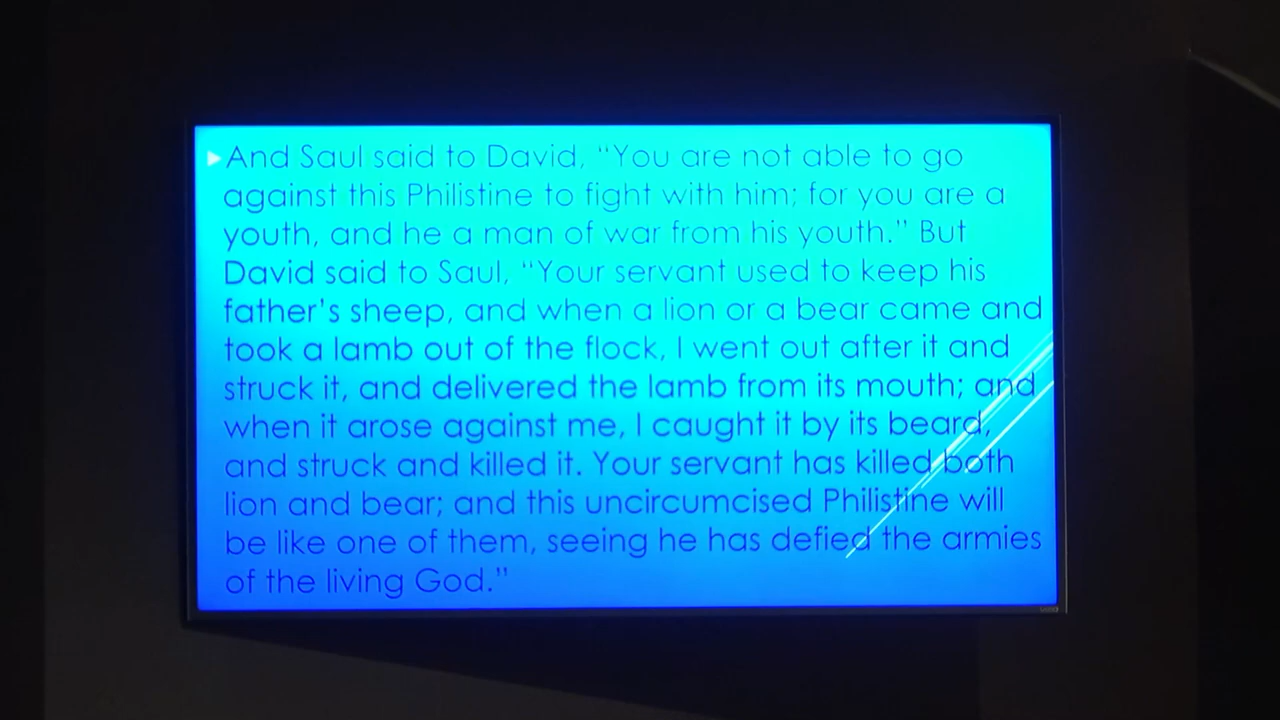 And Saul said to David, “You are not able to go
against this Philistine to fight with him; for you are a
youth, and he a man of war from his youth.” But
David said to Saul, “Your servant used to keep his
father’s sheep, and when a lion or a bear came and
took a lamb out of the flock, I went out after it and
struck it, and delivered the lamb from its mouth; and
when it arose against me, I caught it by its beard,
and struck and killed it. Your servant has killed both
lion and bear; and this uncircumcised Philistine will
be like one of them, seeing he has defied the armies
of the living God.”